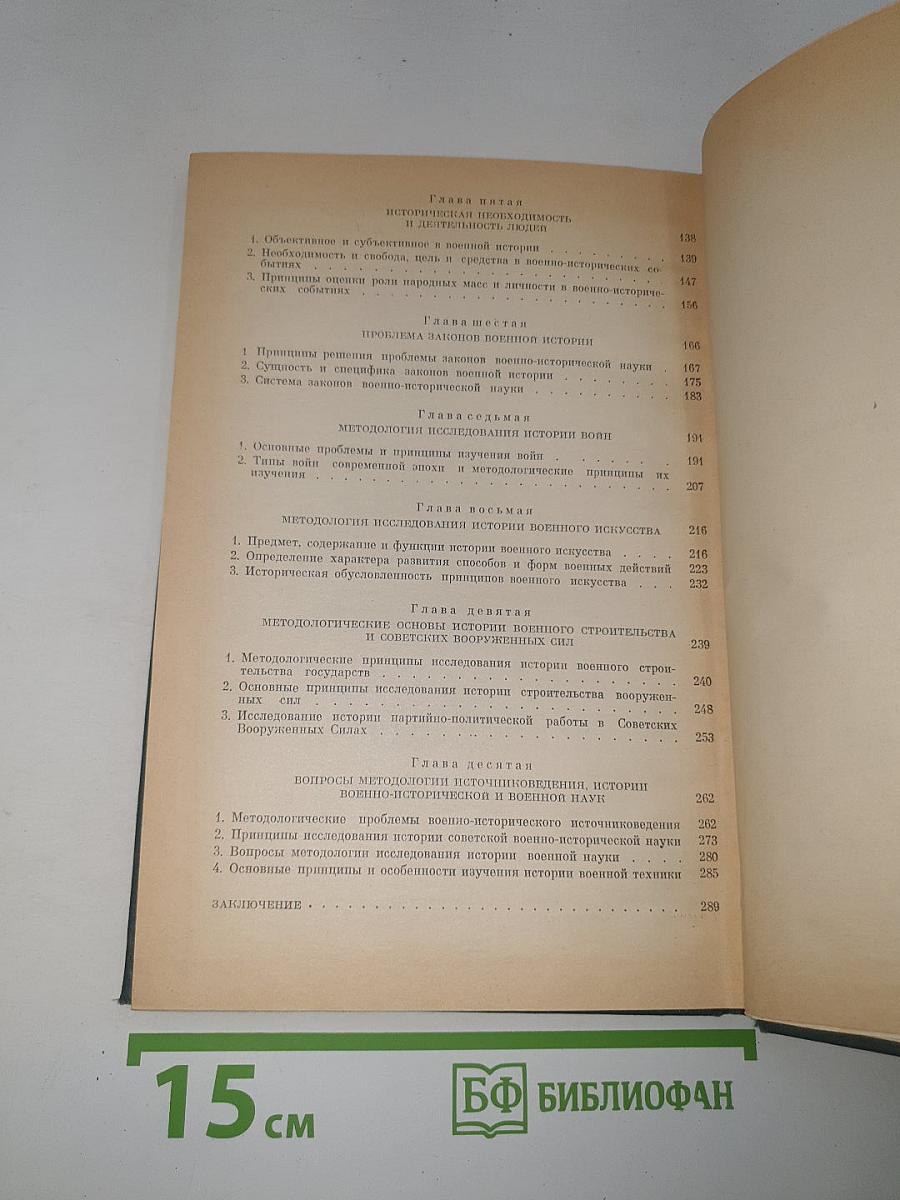 Глава пятая
ИСТОРИЧЕСКАЯ НЕОБХОДИМОСТЬ
И ДЕЯТЕЛЬНОСТЬ ЛЮДЕЙ 138
1. Объективное и субъективное в военной истории . . . . . . . 139
2. Необходимость и свобода, цель и средства в военно-исторических со-
бытиях . . . . . . . . . . . . . . . . . . . . . 147
3. Принципы оценки роли народных масс и личности в военно-историче-
ских событиях . . . . . . . . . . . . . . . . . . . 156
Глава шестая
ПРОБЛЕМА ЗАКОНОВ ВОЕННОЙ ИСТОРИИ 166
1 Принципы решения проблемы законов военно-исторической науки . 167
2. Сущность и специфика законов военной истории . . . . . . . 175
3. Система законов военно-исторической науки . . . . . . . . . 183
Глава седьмая
МЕТОДОЛОГИЯ ИССЛЕДОВАНИЯ ИСТОРИИ ВОЙН 191
1. Основные проблемы и принципы изучения войн . . . . . . . 191
2. Типы войн современной эпохи и методологические принципы их
изучения . . . . . . . . . . . . . . . . . . . . . . 207
Глава восьмая
МЕТОДОЛОГИЯ ИССЛЕДОВАНИЯ ИСТОРИИ ВОЕННОГО ИСКУССТВА 216
1. Предмет, содержание и функции истории военного искусства . . . . 216
2. Определение характера развития способов и форм военных действий 223
3. Историческая обусловленность принципов военного искусства . . . 232
Глава девятая
МЕТОДОЛОГИЧЕСКИЕ ОСНОВЫ ИСТОРИИ ВОЕННОГО СТРОИТЕЛЬСТВА
И СОВЕТСКИХ ВООРУЖЕННЫХ СИЛ 239
1. Методологические принципы исследования истории военного строи-
тельства государств . . . . . . . . . . . . . . . . . . 240
2. Основные принципы исследования истории строительства вооружен-
ных сил . . . . . . . . . . . . . . . . . . . . . . 248
3. Исследование истории партийно-политической работы в Советских
Вооруженных Силах . . . . . . . . . . . . . . . . . . 253
Глава десятая
ВОПРОСЫ МЕТОДОЛОГИИ ИСТОЧНИКОВЕДЕНИЯ, ИСТОРИИ
ВОЕННО-ИСТОРИЧЕСКОЙ И ВОЕННОЙ НАУК 262
1. Методологические проблемы военно-исторического источниковедения 262
2. Принципы исследования истории советской военно-исторической науки 273
3. Вопросы методологии исследования истории военной науки . . . . 280
4. Основные принципы и особенности изучения истории военной техники 285
ЗАКЛЮЧЕНИЕ . . . . . . . . . . . . . . . . . . . . . . . 289
15 см
БФ БИБЛИОФАН